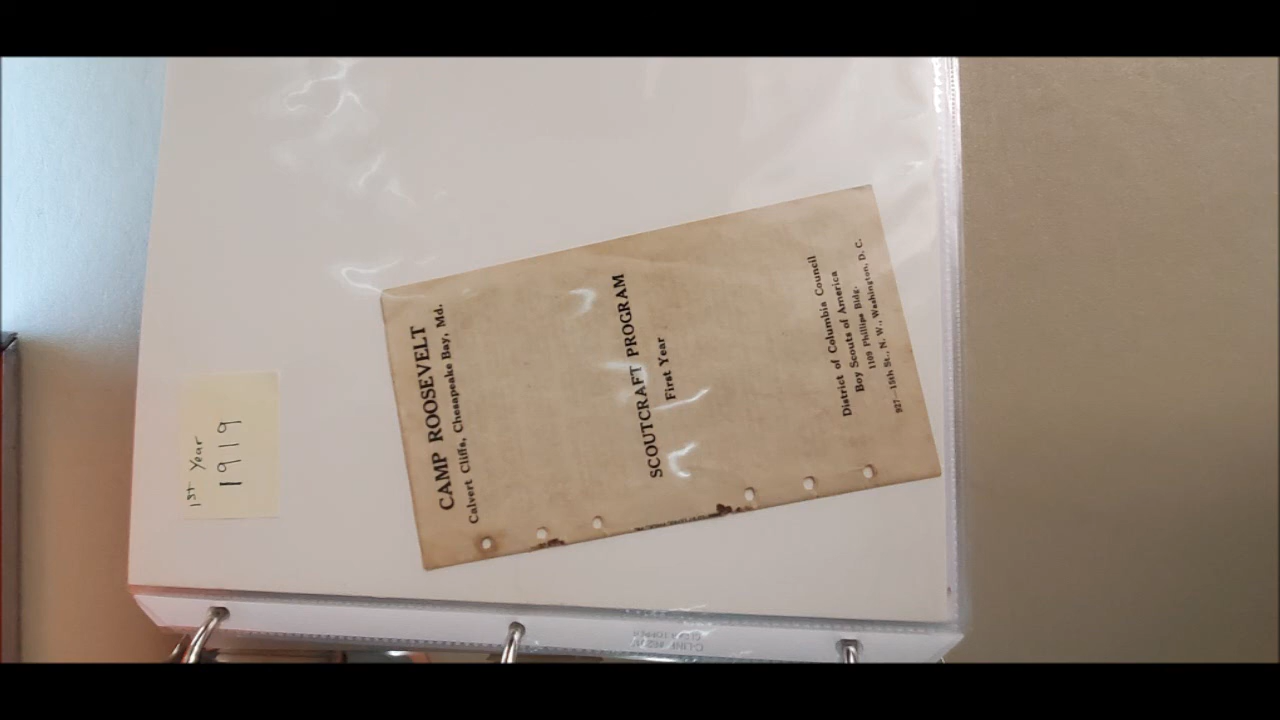 1st Year
1919
CAMP ROOSEVELT
Calvert Cliffs, Chesapeake Bay, Md.
SCOUTCRAFT PROGRAM
First Year
District of Columbia Council
Boy Scouts of America
1109 Phillips Bldg.
927—15th St., N. W., Washington, D. C.